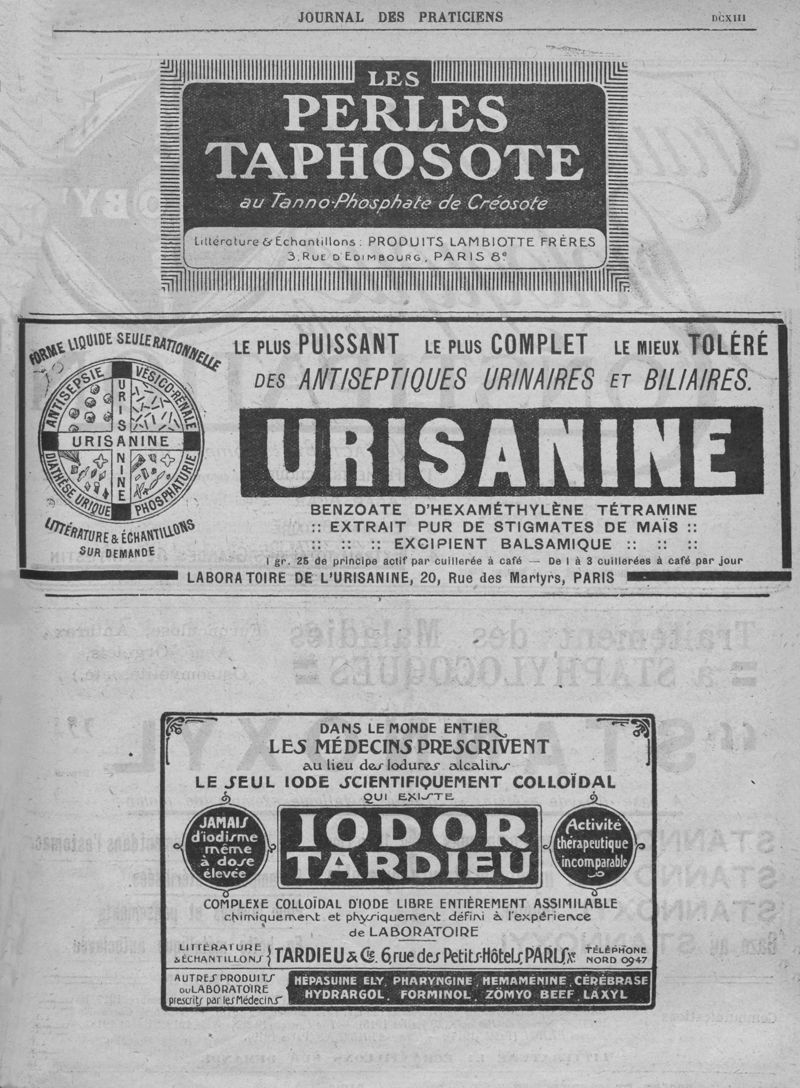 JOURNAL DES PRATICIENS
DCXIII
LES
PERLES
TAPHOSOTE
au Tanno-Phosphate de Créosote
Littérature & Échantillons : PRODUITS LAMBIOTTE FRÈRES
3, RUE D'EDIMBOURG, PARIS 8e
FORME LIQUIDE SEULE RATIONNELLE
ANTISEPSIE
VÉSICO-RÉNALE
URISANINE
URISANINE
DIATHÈSE URIQUE
PHOSPHATURIE
LITTÉRATURE & ÉCHANTILLONS
SUR DEMANDE
LE PLUS PUISSANT LE PLUS COMPLET LE MIEUX TOLÉRÉ
DES ANTISEPTIQUES URINAIRES ET BILIAIRES.
URISANINE
BENZOATE D'HEXAMÉTHYLÈNE TÉTRAMINE
:: EXTRAIT PUR DE STIGMATES DE MAÏS ::
:: :: :: EXCIPIENT BALSAMIQUE :: :: ::
1 gr. 25 de principe actif par cuillerée à café — De 1 à 3 cuillerées à café par jour
LABORATOIRE DE L'URISANINE, 20, Rue des Martyrs, PARIS
DANS LE MONDE ENTIER
LES MÉDECINS PRESCRIVENT
au lieu des Iodures alcalins
LE SEUL IODE SCIENTIFIQUEMENT COLLOÏDAL
QUI EXISTE
JAMAIS
d'iodisme
même
à dose
élevée
IODOR
TARDIEU
Activité
thérapeutique
incomparable
COMPLEXE COLLOÏDAL D'IODE LIBRE ENTIÈREMENT ASSIMILABLE
chimiquement et physiquement défini à l'expérience
de LABORATOIRE
LITTÉRATURE
& ÉCHANTILLONS
TARDIEU & Cie. 6, rue des Petits-Hôtels, PARIS Xe
TÉLÉPHONE
NORD 0947
AUTRES PRODUITS
du LABORATOIRE
prescrits par les Médecins
HÉPASUINE ELY, PHARYNGINE, HEMAMÉNINE, CÉRÉBRASE
HYDRARGOL, FORMINOL, ZÔMYO BEEF, LAXYL